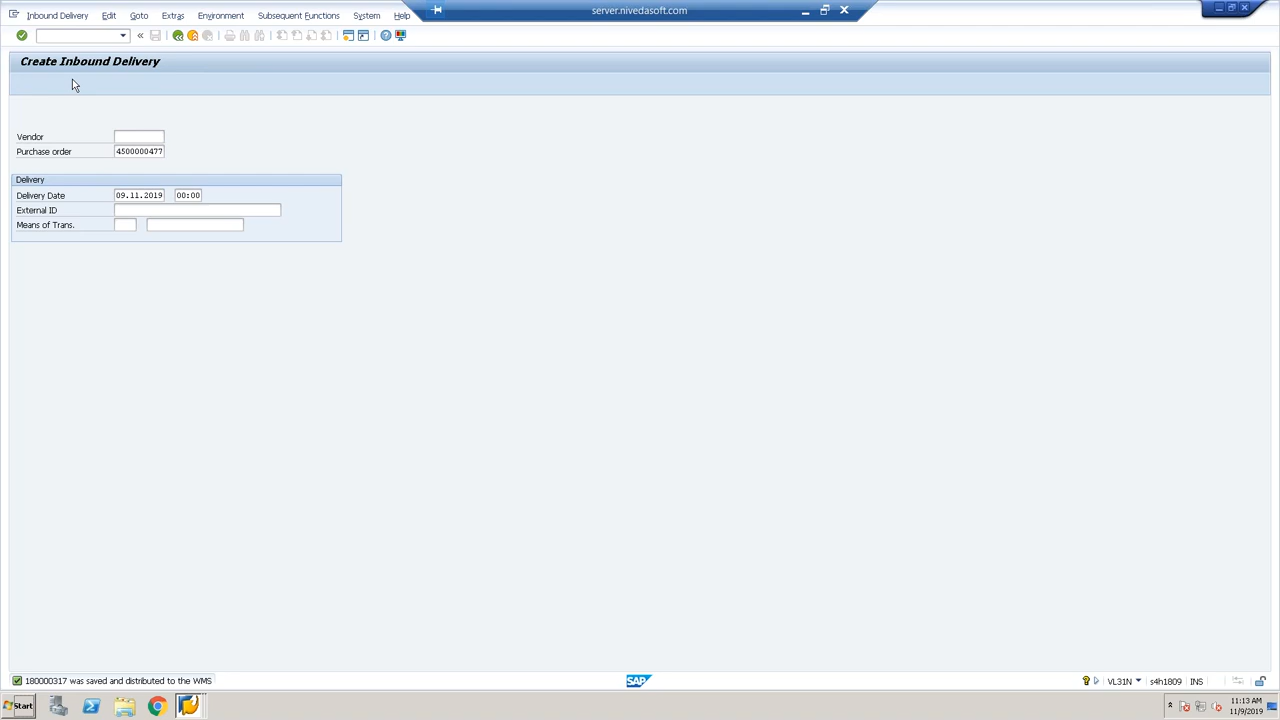 server.nivedasoft.com
Inbound Delivery Edit Goto Extras Environment Subsequent Functions System Help
Create Inbound Delivery
Vendor
Purchase order 4500000477
Delivery
Delivery Date 09.11.2019 00:00
External ID
Means of Trans.
180000317 was saved and distributed to the WMS
SAP
VL31N s4h1809 INS
Start
11:13 AM
11/9/2019